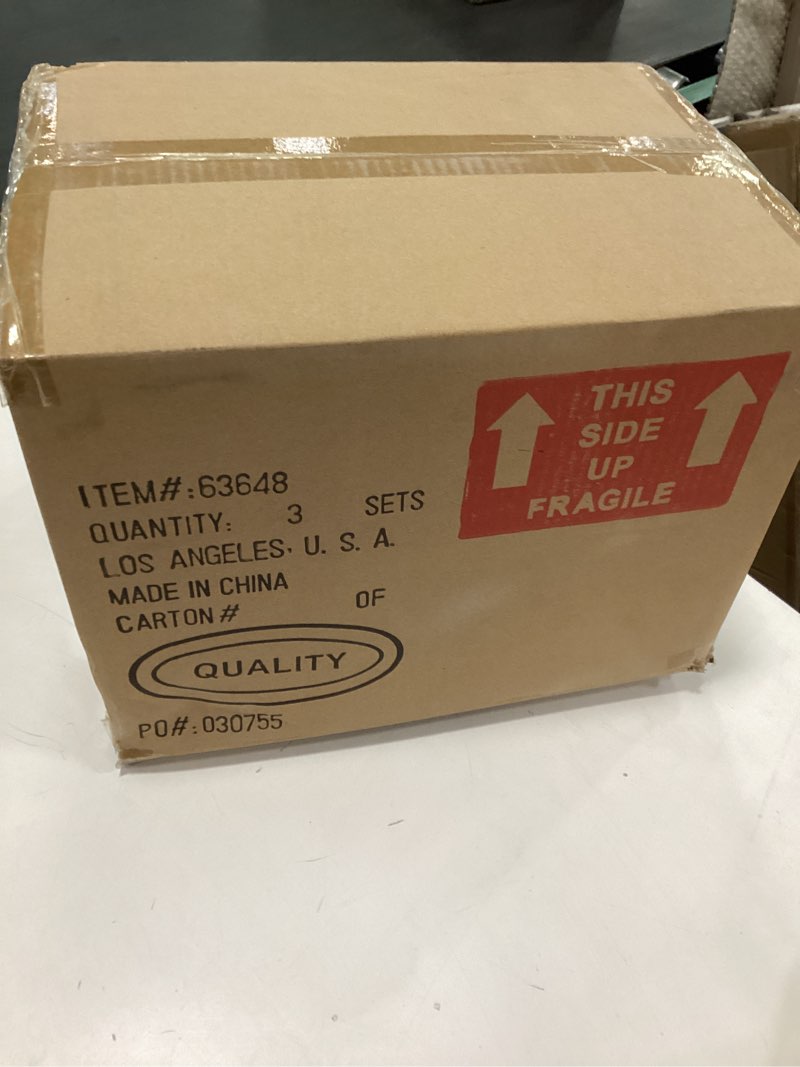 THIS
SIDE
UP
FRAGILE
ITEM#:63648
QUANTITY: 3 SETS
LOS ANGELES, U. S. A.
MADE IN CHINA
CARTON # OF
QUALITY
PO#:030755